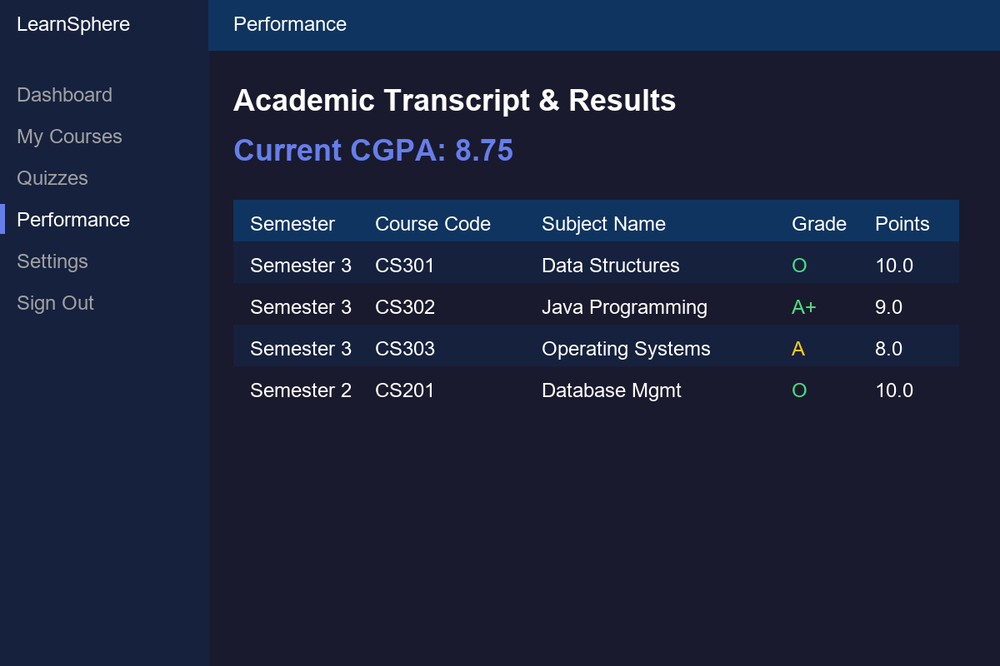 LearnSphere
Performance
Dashboard
My Courses
Quizzes
Performance
Settings
Sign Out
Academic Transcript & Results
Current CGPA: 8.75
Semester Course Code Subject Name Grade Points
Semester 3 CS301 Data Structures O 10.0
Semester 3 CS302 Java Programming A+ 9.0
Semester 3 CS303 Operating Systems A 8.0
Semester 2 CS201 Database Mgmt O 10.0